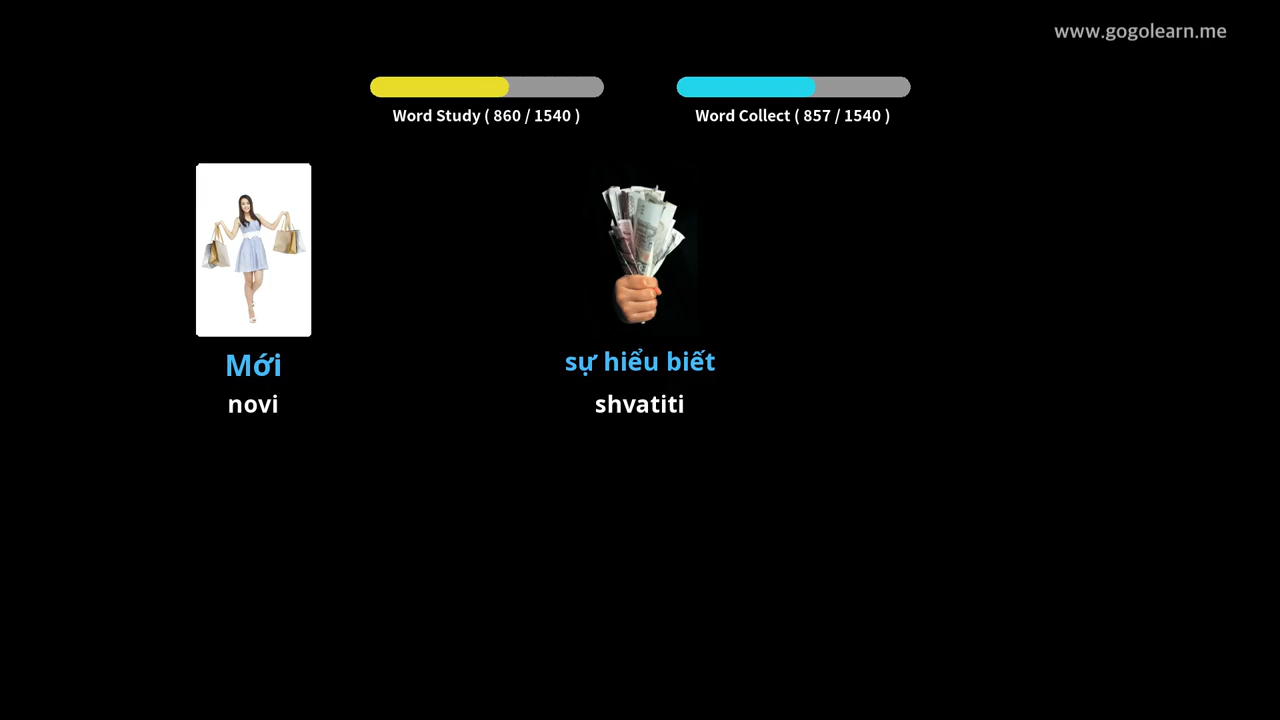 www.gogolearn.me
Word Study ( 860 / 1540 )
Word Collect ( 857 / 1540 )
Mới
novi
sự hiểu biết
shvatiti